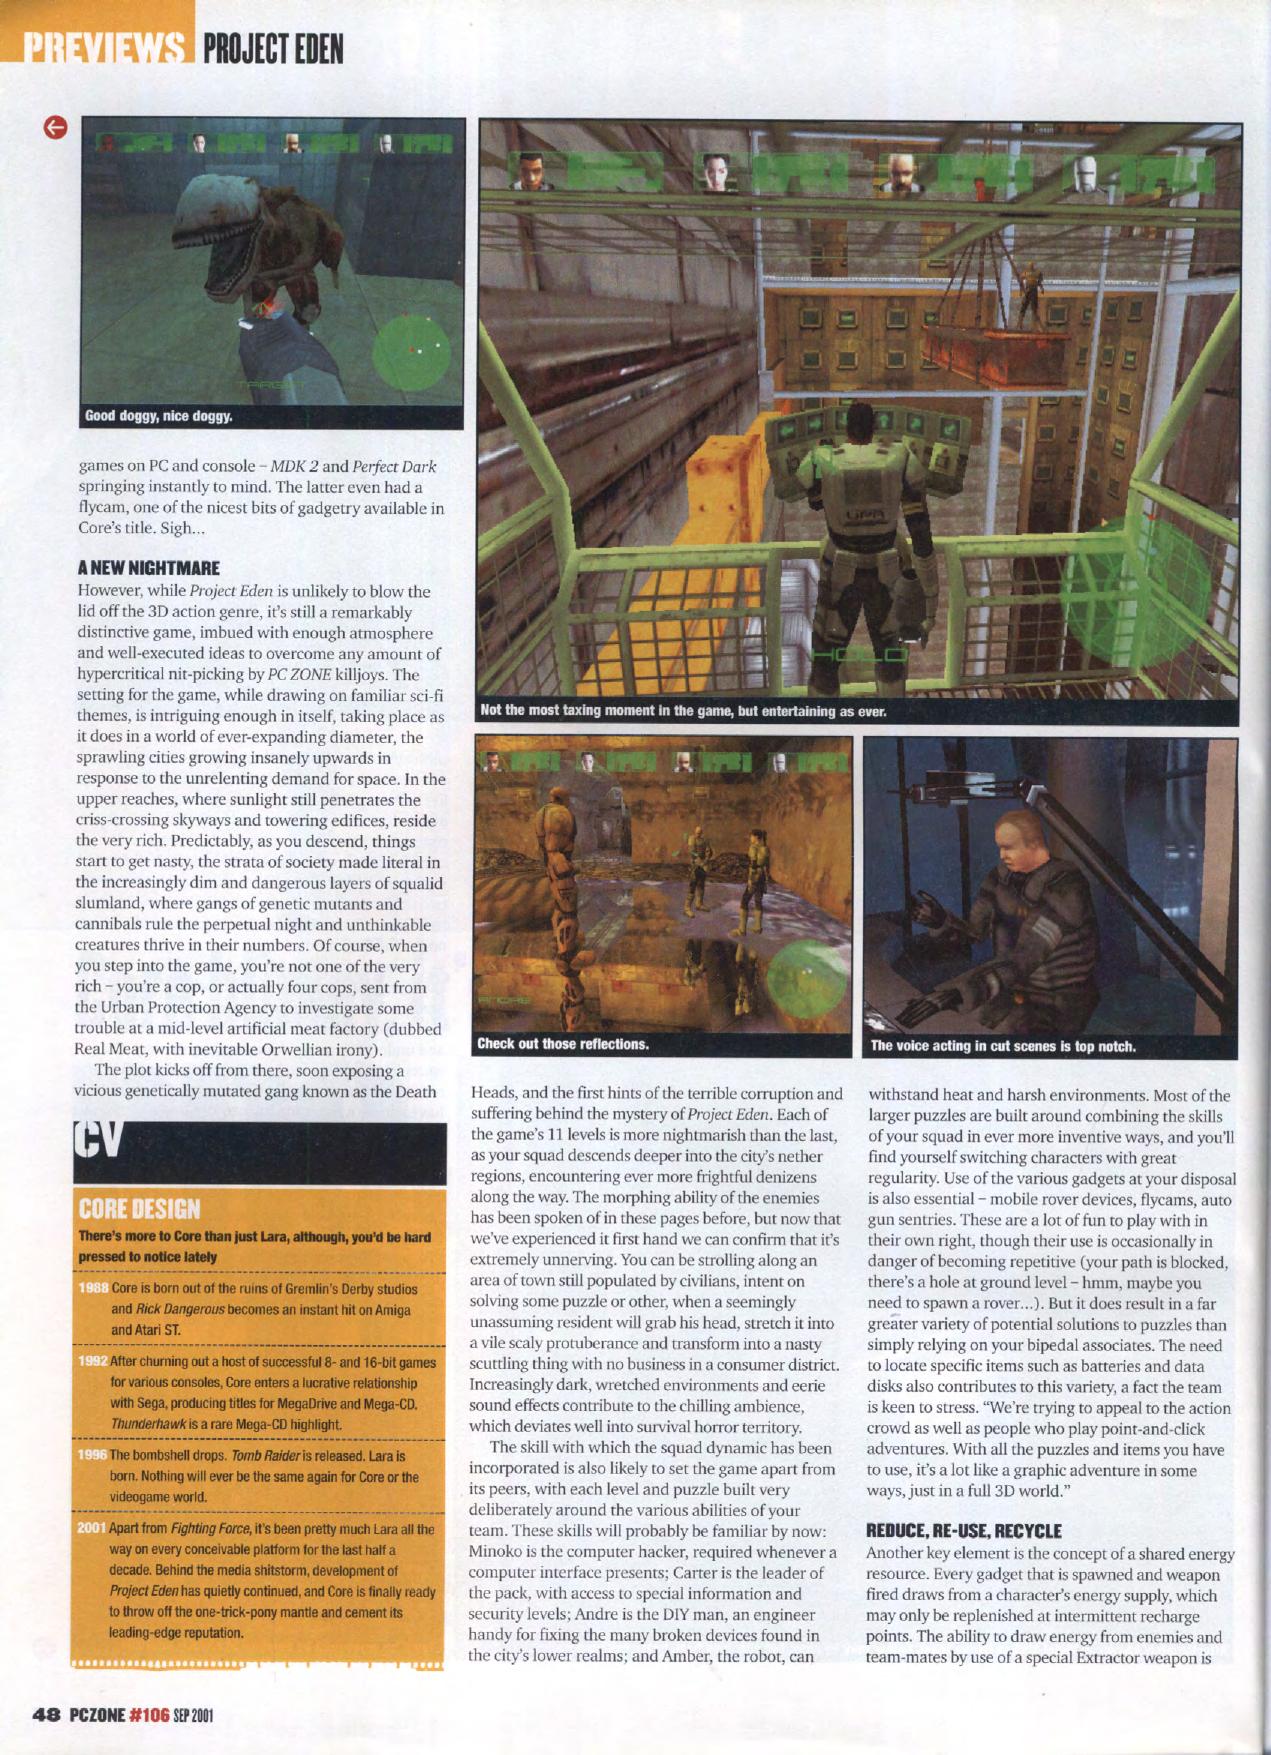 PREVIEWS PROJECT EDEN
TARGET
Good doggy, nice doggy.
UPA
HOLD
Not the most taxing moment in the game, but entertaining as ever.
ANDRE
Check out those reflections.
The voice acting in cut scenes is top notch.
games on PC and console – MDK 2 and Perfect Dark
springing instantly to mind. The latter even had a
flycam, one of the nicest bits of gadgetry available in
Core's title. Sigh...
A NEW NIGHTMARE
However, while Project Eden is unlikely to blow the
lid off the 3D action genre, it's still a remarkably
distinctive game, imbued with enough atmosphere
and well-executed ideas to overcome any amount of
hypercritical nit-picking by PC ZONE killjoys. The
setting for the game, while drawing on familiar sci-fi
themes, is intriguing enough in itself, taking place as
it does in a world of ever-expanding diameter, the
sprawling cities growing insanely upwards in
response to the unrelenting demand for space. In the
upper reaches, where sunlight still penetrates the
criss-crossing skyways and towering edifices, reside
the very rich. Predictably, as you descend, things
start to get nasty, the strata of society made literal in
the increasingly dim and dangerous layers of squalid
slumland, where gangs of genetic mutants and
cannibals rule the perpetual night and unthinkable
creatures thrive in their numbers. Of course, when
you step into the game, you're not one of the very
rich – you're a cop, or actually four cops, sent from
the Urban Protection Agency to investigate some
trouble at a mid-level artificial meat factory (dubbed
Real Meat, with inevitable Orwellian irony).
The plot kicks off from there, soon exposing a
vicious genetically mutated gang known as the Death
Heads, and the first hints of the terrible corruption and
suffering behind the mystery of Project Eden. Each of
the game's 11 levels is more nightmarish than the last,
as your squad descends deeper into the city's nether
regions, encountering ever more frightful denizens
along the way. The morphing ability of the enemies
has been spoken of in these pages before, but now that
we've experienced it first hand we can confirm that it's
extremely unnerving. You can be strolling along an
area of town still populated by civilians, intent on
solving some puzzle or other, when a seemingly
unassuming resident will grab his head, stretch it into
a vile scaly protuberance and transform into a nasty
scuttling thing with no business in a consumer district.
Increasingly dark, wretched environments and eerie
sound effects contribute to the chilling ambience,
which deviates well into survival horror territory.
The skill with which the squad dynamic has been
incorporated is also likely to set the game apart from
its peers, with each level and puzzle built very
deliberately around the various abilities of your
team. These skills will probably be familiar by now:
Minoko is the computer hacker, required whenever a
computer interface presents; Carter is the leader of
the pack, with access to special information and
security levels; Andre is the DIY man, an engineer
handy for fixing the many broken devices found in
the city's lower realms; and Amber, the robot, can
withstand heat and harsh environments. Most of the
larger puzzles are built around combining the skills
of your squad in ever more inventive ways, and you'll
find yourself switching characters with great
regularity. Use of the various gadgets at your disposal
is also essential – mobile rover devices, flycams, auto
gun sentries. These are a lot of fun to play with in
their own right, though their use is occasionally in
danger of becoming repetitive (your path is blocked,
there's a hole at ground level – hmm, maybe you
need to spawn a rover...). But it does result in a far
greater variety of potential solutions to puzzles than
simply relying on your bipedal associates. The need
to locate specific items such as batteries and data
disks also contributes to this variety, a fact the team
is keen to stress. "We're trying to appeal to the action
crowd as well as people who play point-and-click
adventures. With all the puzzles and items you have
to use, it's a lot like a graphic adventure in some
ways, just in a full 3D world."
REDUCE, RE-USE, RECYCLE
Another key element is the concept of a shared energy
resource. Every gadget that is spawned and weapon
fired draws from a character's energy supply, which
may only be replenished at intermittent recharge
points. The ability to draw energy from enemies and
team-mates by use of a special Extractor weapon is
CV
CORE DESIGN
There's more to Core than just Lara, although, you'd be hard
pressed to notice lately
1988 Core is born out of the ruins of Gremlin's Derby studios
and Rick Dangerous becomes an instant hit on Amiga
and Atari ST.
1992 After churning out a host of successful 8- and 16-bit games
for various consoles, Core enters a lucrative relationship
with Sega, producing titles for MegaDrive and Mega-CD.
Thunderhawk is a rare Mega-CD highlight.
1996 The bombshell drops. Tomb Raider is released. Lara is
born. Nothing will ever be the same again for Core or the
videogame world.
2001 Apart from Fighting Force, it's been pretty much Lara all the
way on every conceivable platform for the last half a
decade. Behind the media shitstorm, development of
Project Eden has quietly continued, and Core is finally ready
to throw off the one-trick-pony mantle and cement its
leading-edge reputation.
48 PCZONE #106 SEP 2001